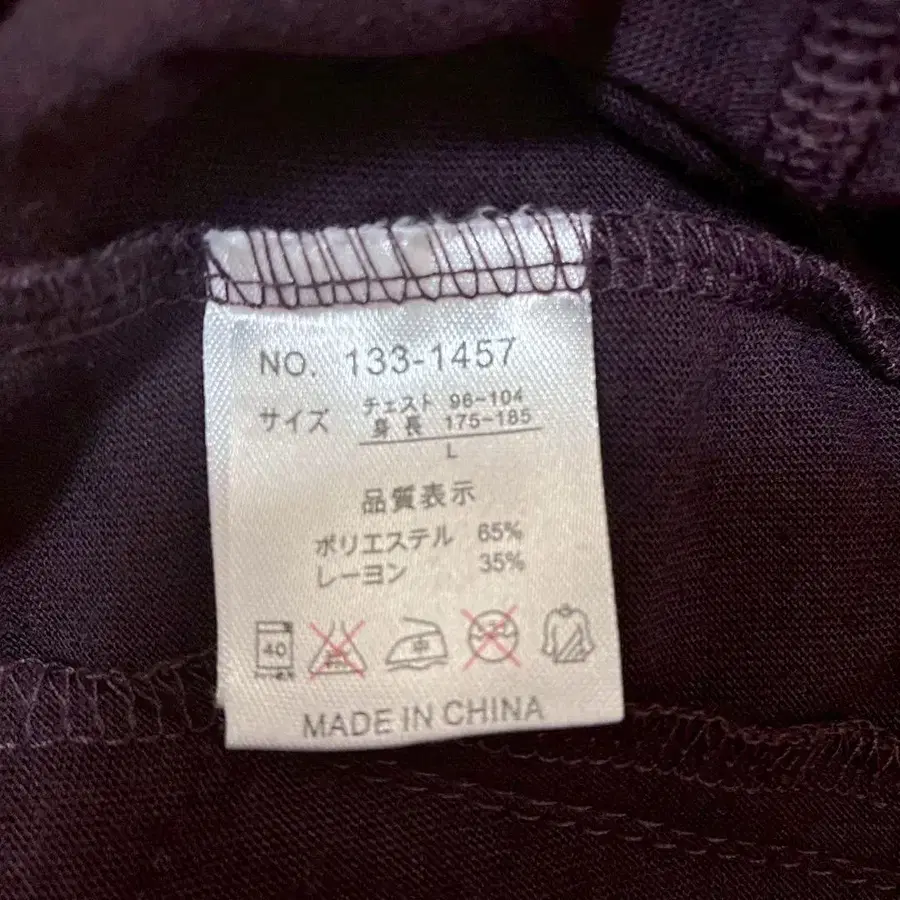 NO. 133-1457
サイズ チェスト 96~104
身長 175~185
L
品質表示
ポリエステル 65%
レーヨン 35%
40 中
MADE IN CHINA